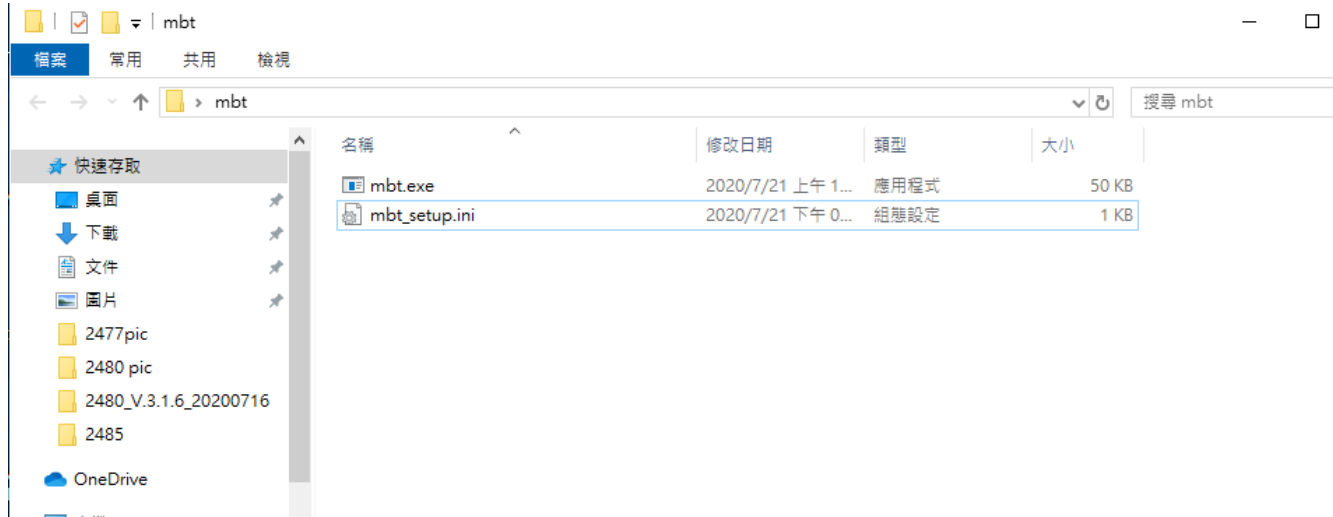 mbt
檔案 常用 共用 檢視
mbt
搜尋 mbt
名稱 修改日期 類型 大小
快速存取
mbt.exe 2020/7/21 上午 1... 應用程式 50 KB
桌面
mbt_setup.ini 2020/7/21 下午 0... 組態設定 1 KB
下載
文件
圖片
2477pic
2480 pic
2480_V.3.1.6_20200716
2485
OneDrive